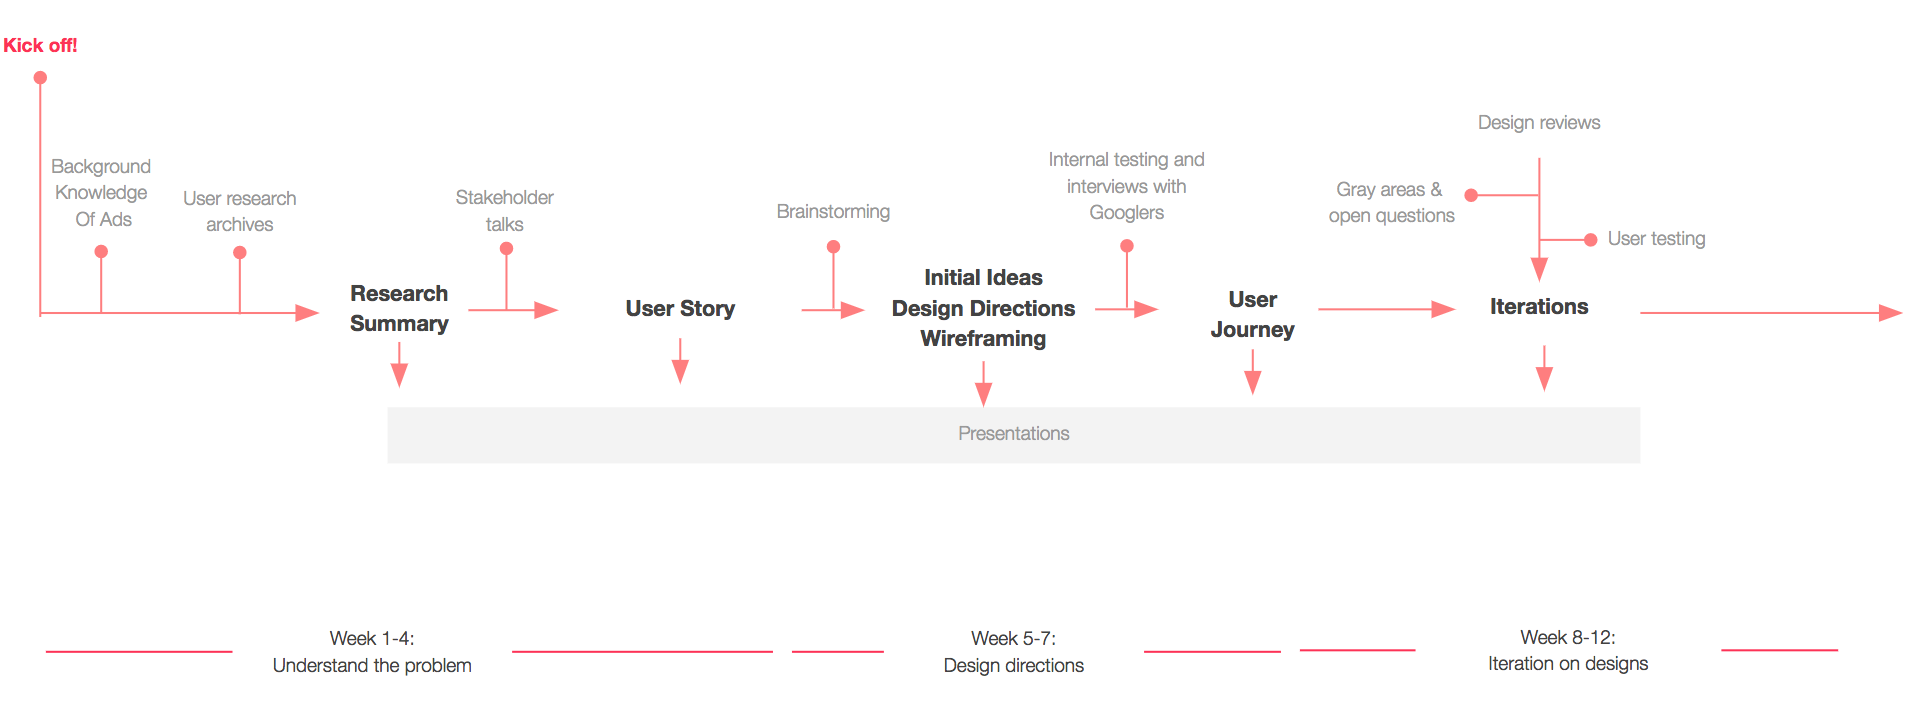 Kick off!
Background
Knowledge
Of Ads
User research
archives
Research
Summary
Stakeholder
talks
User Story
Brainstorming
Initial Ideas
Design Directions
Wireframing
Internal testing and
interviews with
Googlers
User
Journey
Design reviews
Gray areas &
open questions
User testing
Iterations
Presentations
Week 1-4:
Understand the problem
Week 5-7:
Design directions
Week 8-12:
Iteration on designs